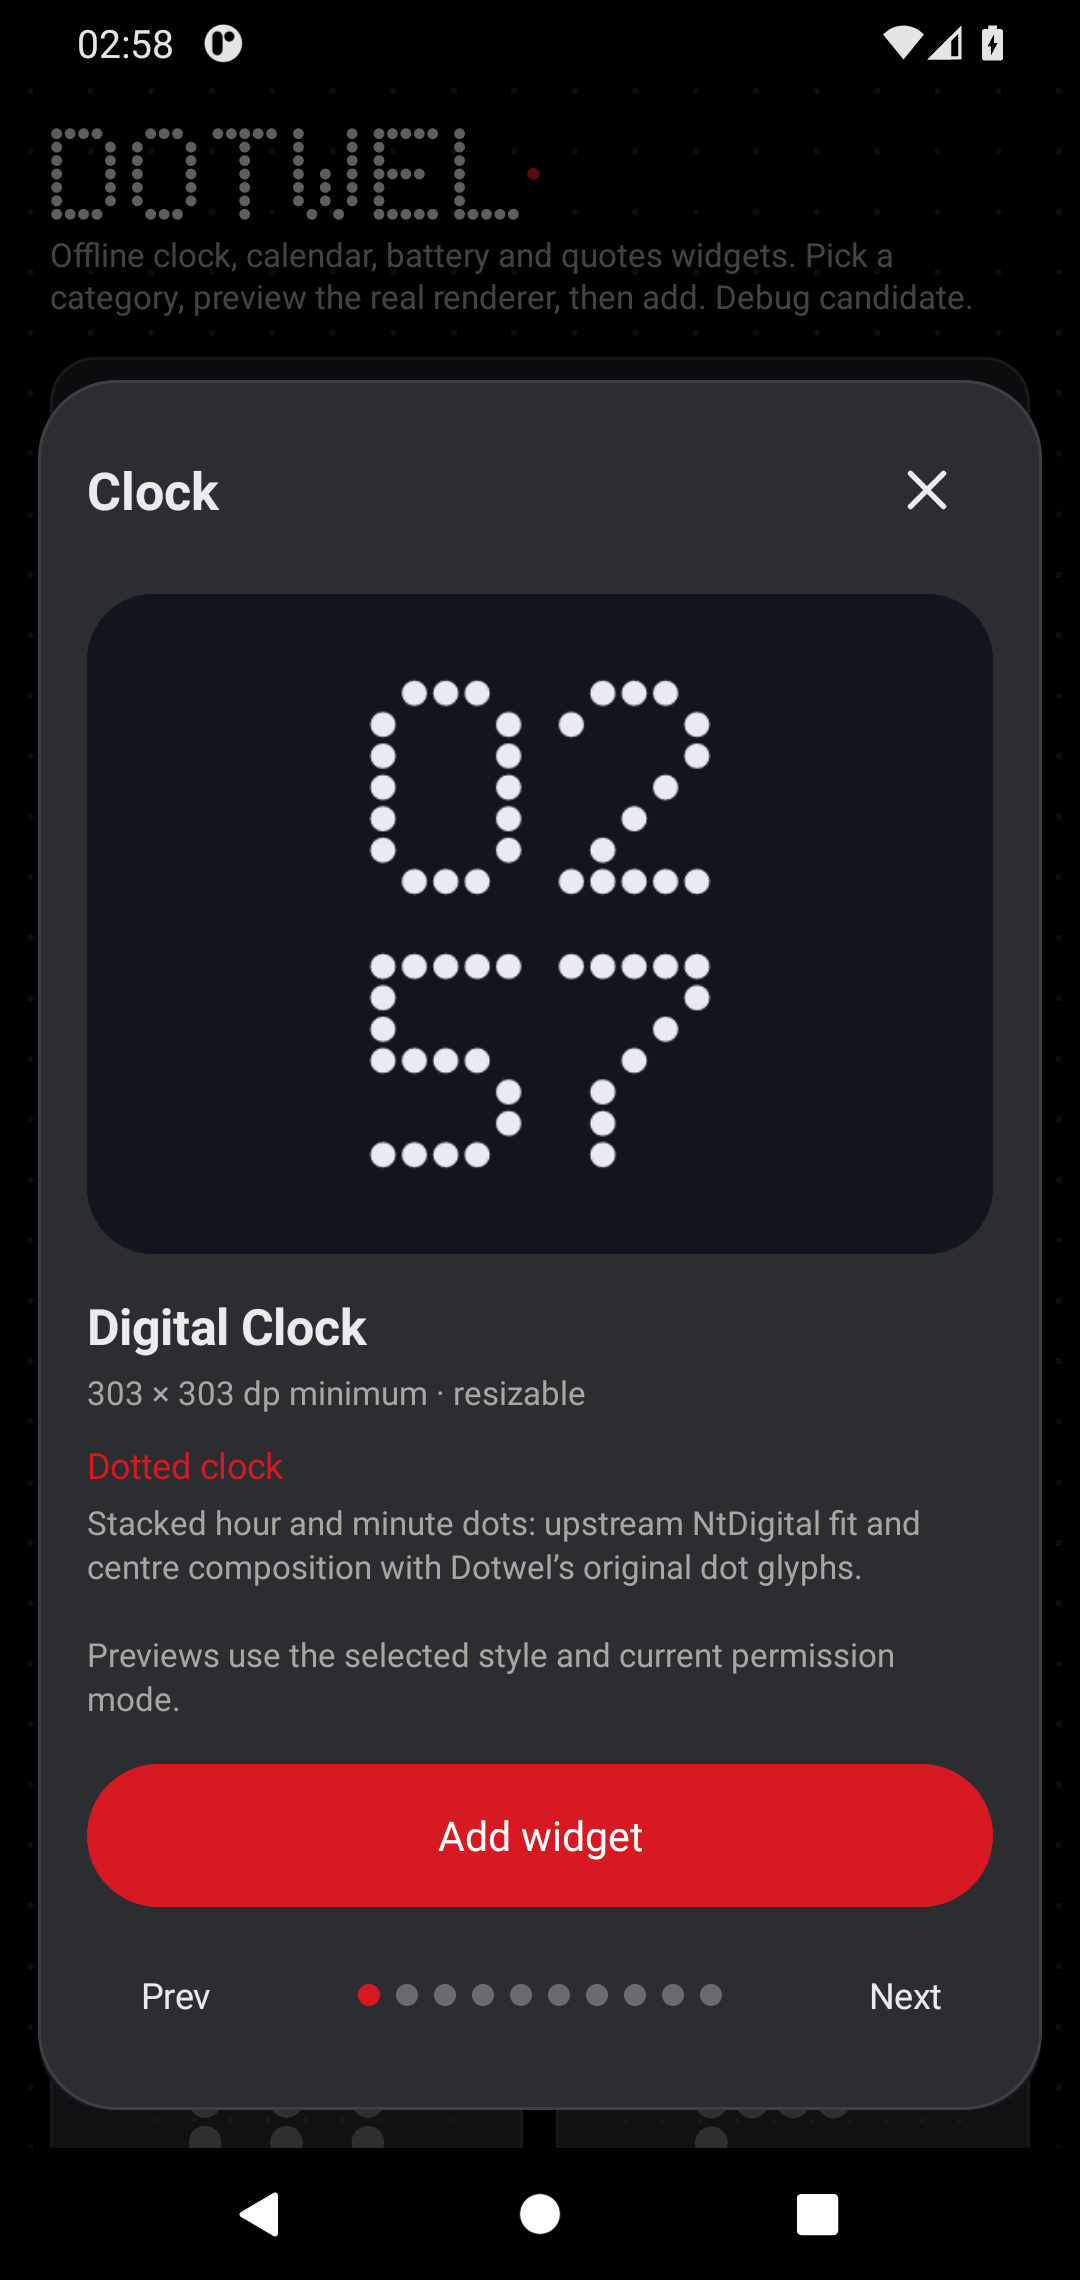 02:58
DOTWEL.
Offline clock, calendar, battery and quotes widgets. Pick a
category, preview the real renderer, then add. Debug candidate.
Clock
02
57
Digital Clock
303 × 303 dp minimum · resizable
Dotted clock
Stacked hour and minute dots: upstream NtDigital fit and
centre composition with Dotwel’s original dot glyphs.
Previews use the selected style and current permission
mode.
Add widget
Prev
Next